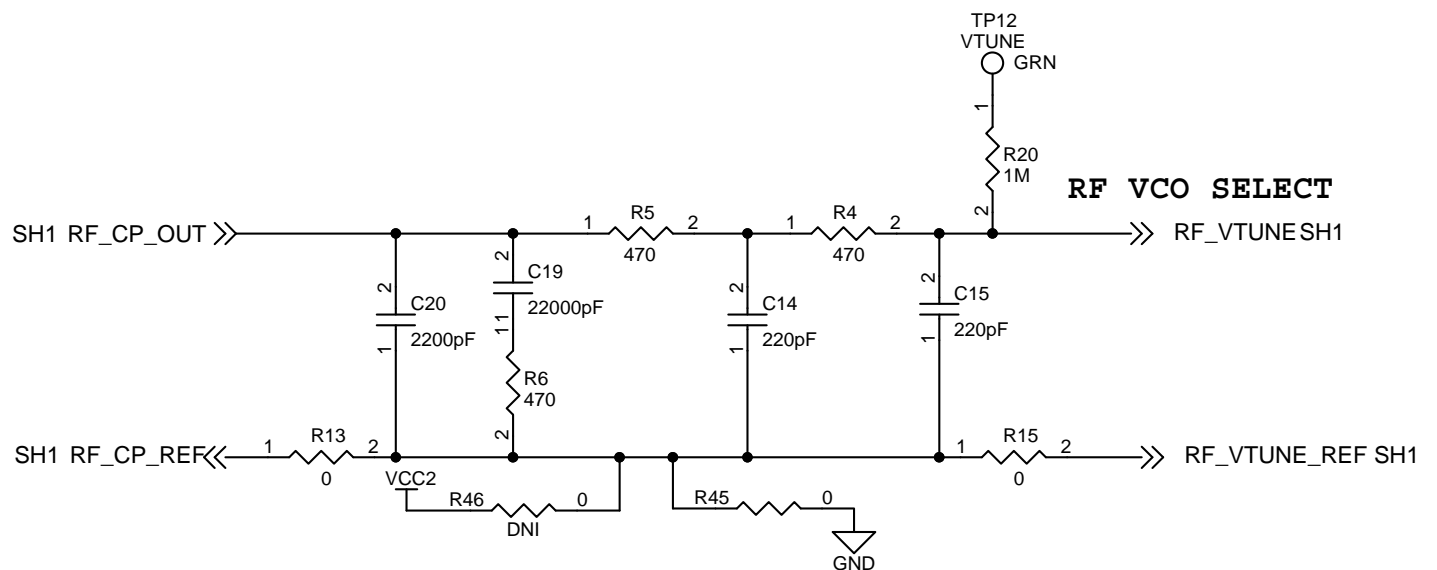 TP12
VTUNE
GRN
1
R20
1M
2
RF VCO SELECT
SH1 RF_CP_OUT
1 R5 2
470
1 R4 2
470
RF_VTUNE SH1
2
C20
2200pF
1
2
C19
22000pF
1
1
R6
470
2
2
C14
220pF
1
2
C15
220pF
1
SH1 RF_CP_REF
1 R13 2
0
1 R15 2
0
RF_VTUNE_REF SH1
VCC2
R46 0
DNI
R45 0
GND